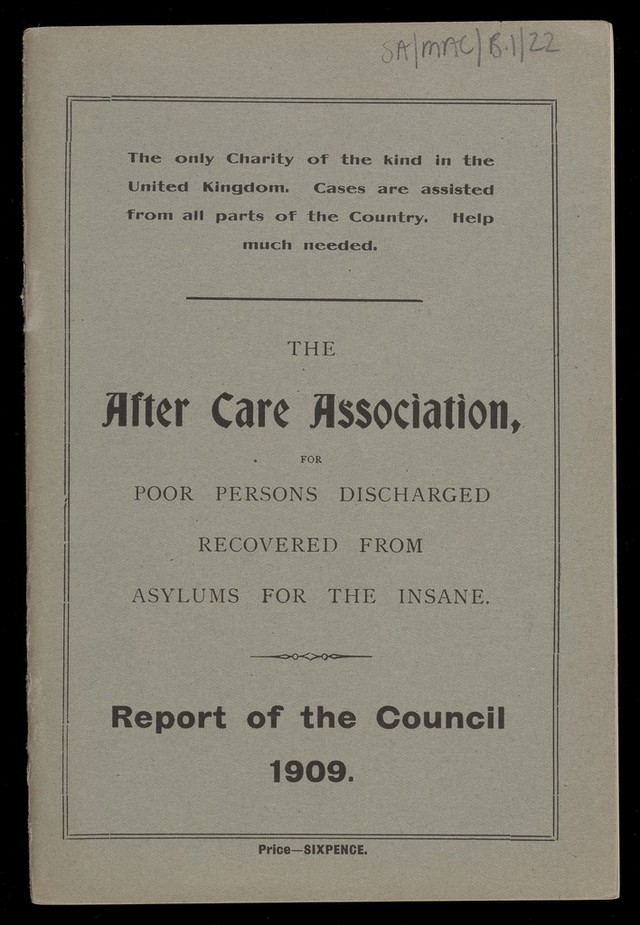 SA/MAC/B.1/22
The only Charity of the kind in the
United Kingdom. Cases are assisted
from all parts of the Country. Help
much needed.
THE
After Care Association,
FOR
POOR PERSONS DISCHARGED
RECOVERED FROM
ASYLUMS FOR THE INSANE.
Report of the Council
1909.
Price—SIXPENCE.